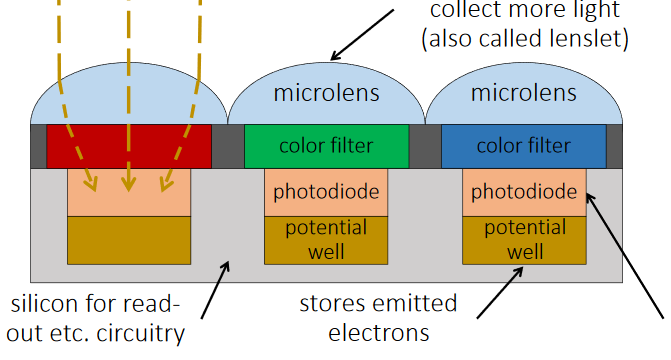 collect more light
(also called lenslet)
microlens
microlens
color filter
color filter
photodiode
photodiode
potential
well
potential
well
silicon for read-
out etc. circuitry
stores emitted
electrons